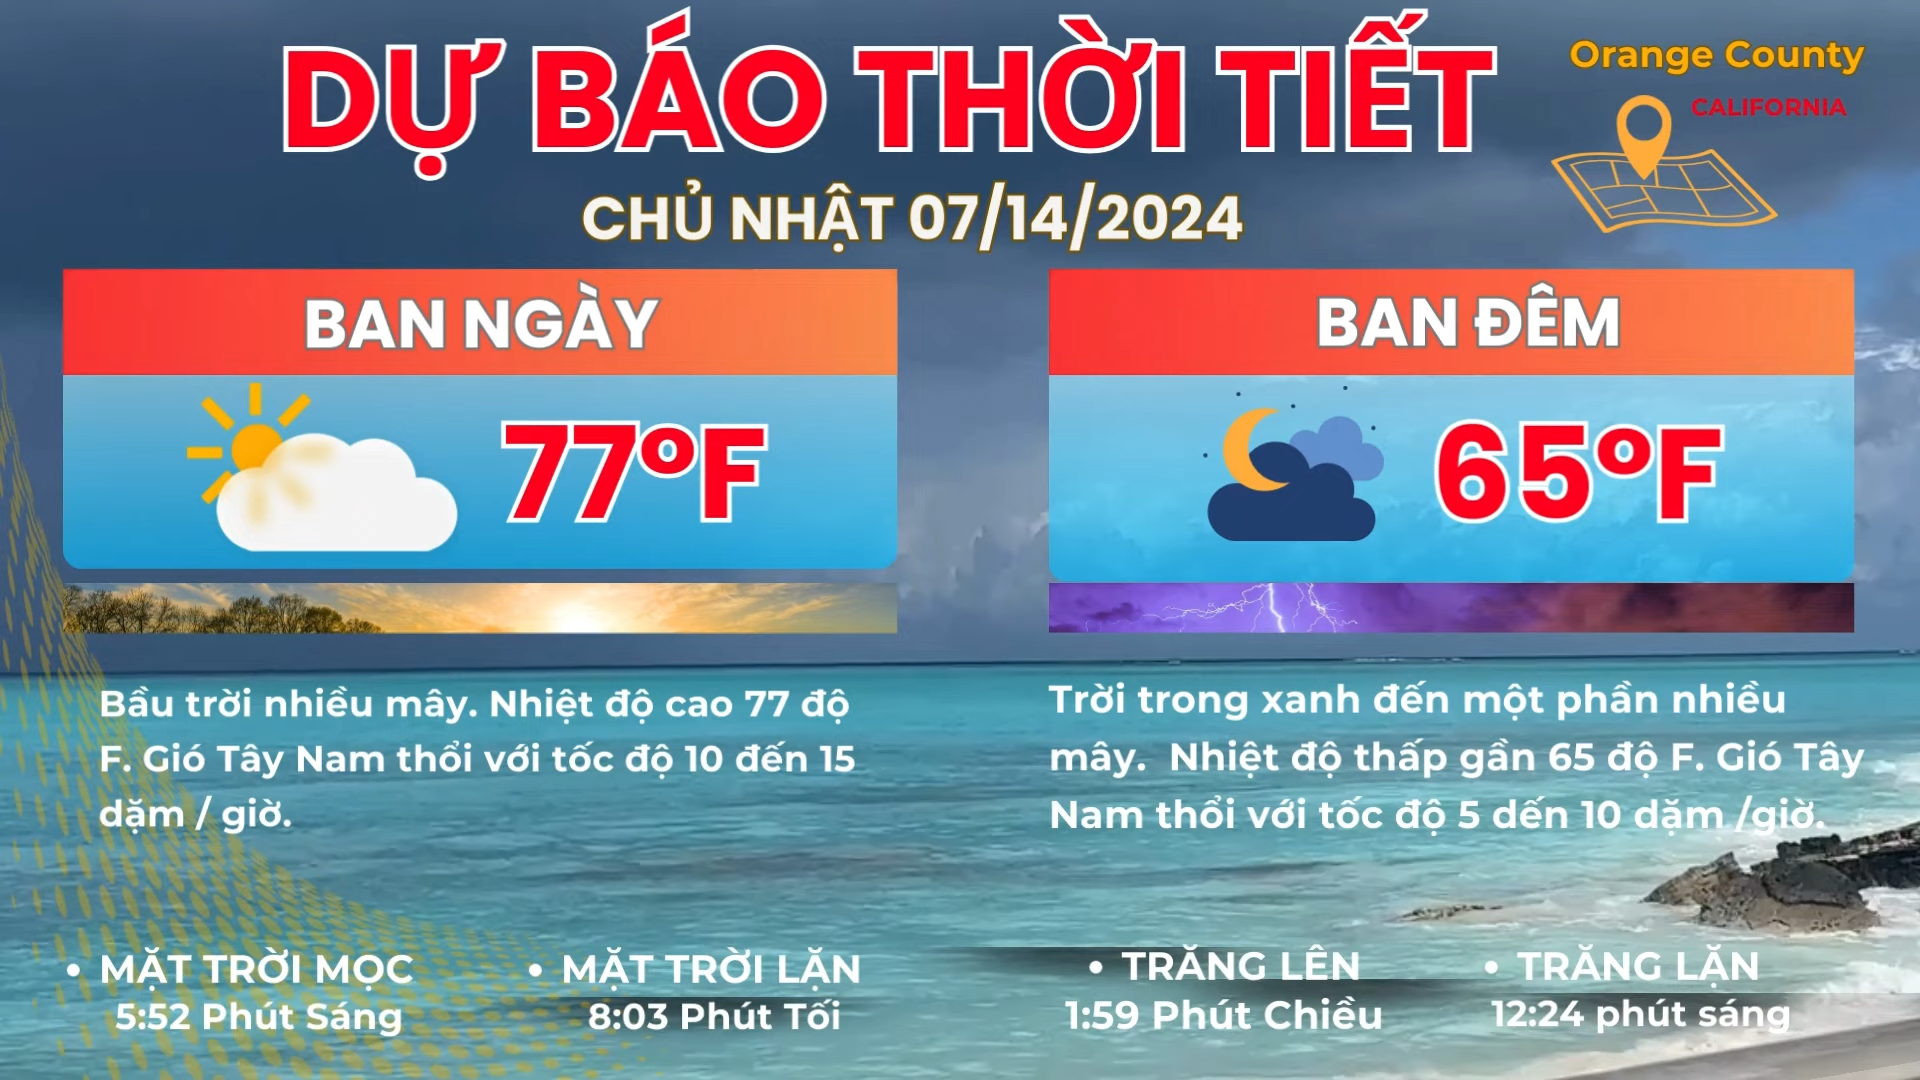 DỰ BÁO THỜI TIẾT
Orange County
CALIFORNIA
CHỦ NHẬT 07/14/2024
BAN NGÀY
77°F
Bầu trời nhiều mây. Nhiệt độ cao 77 độ
F. Gió Tây Nam thổi với tốc độ 10 đến 15
dặm / giờ.
BAN ĐÊM
65°F
Trời trong xanh đến một phần nhiều
mây. Nhiệt độ thấp gần 65 độ F. Gió Tây
Nam thổi với tốc độ 5 dến 10 dặm /giờ.
• MẶT TRỜI MỌC
5:52 Phút Sáng
• MẶT TRỜI LẶN
8:03 Phút Tối
• TRĂNG LÊN
1:59 Phút Chiều
• TRĂNG LẶN
12:24 phút sáng